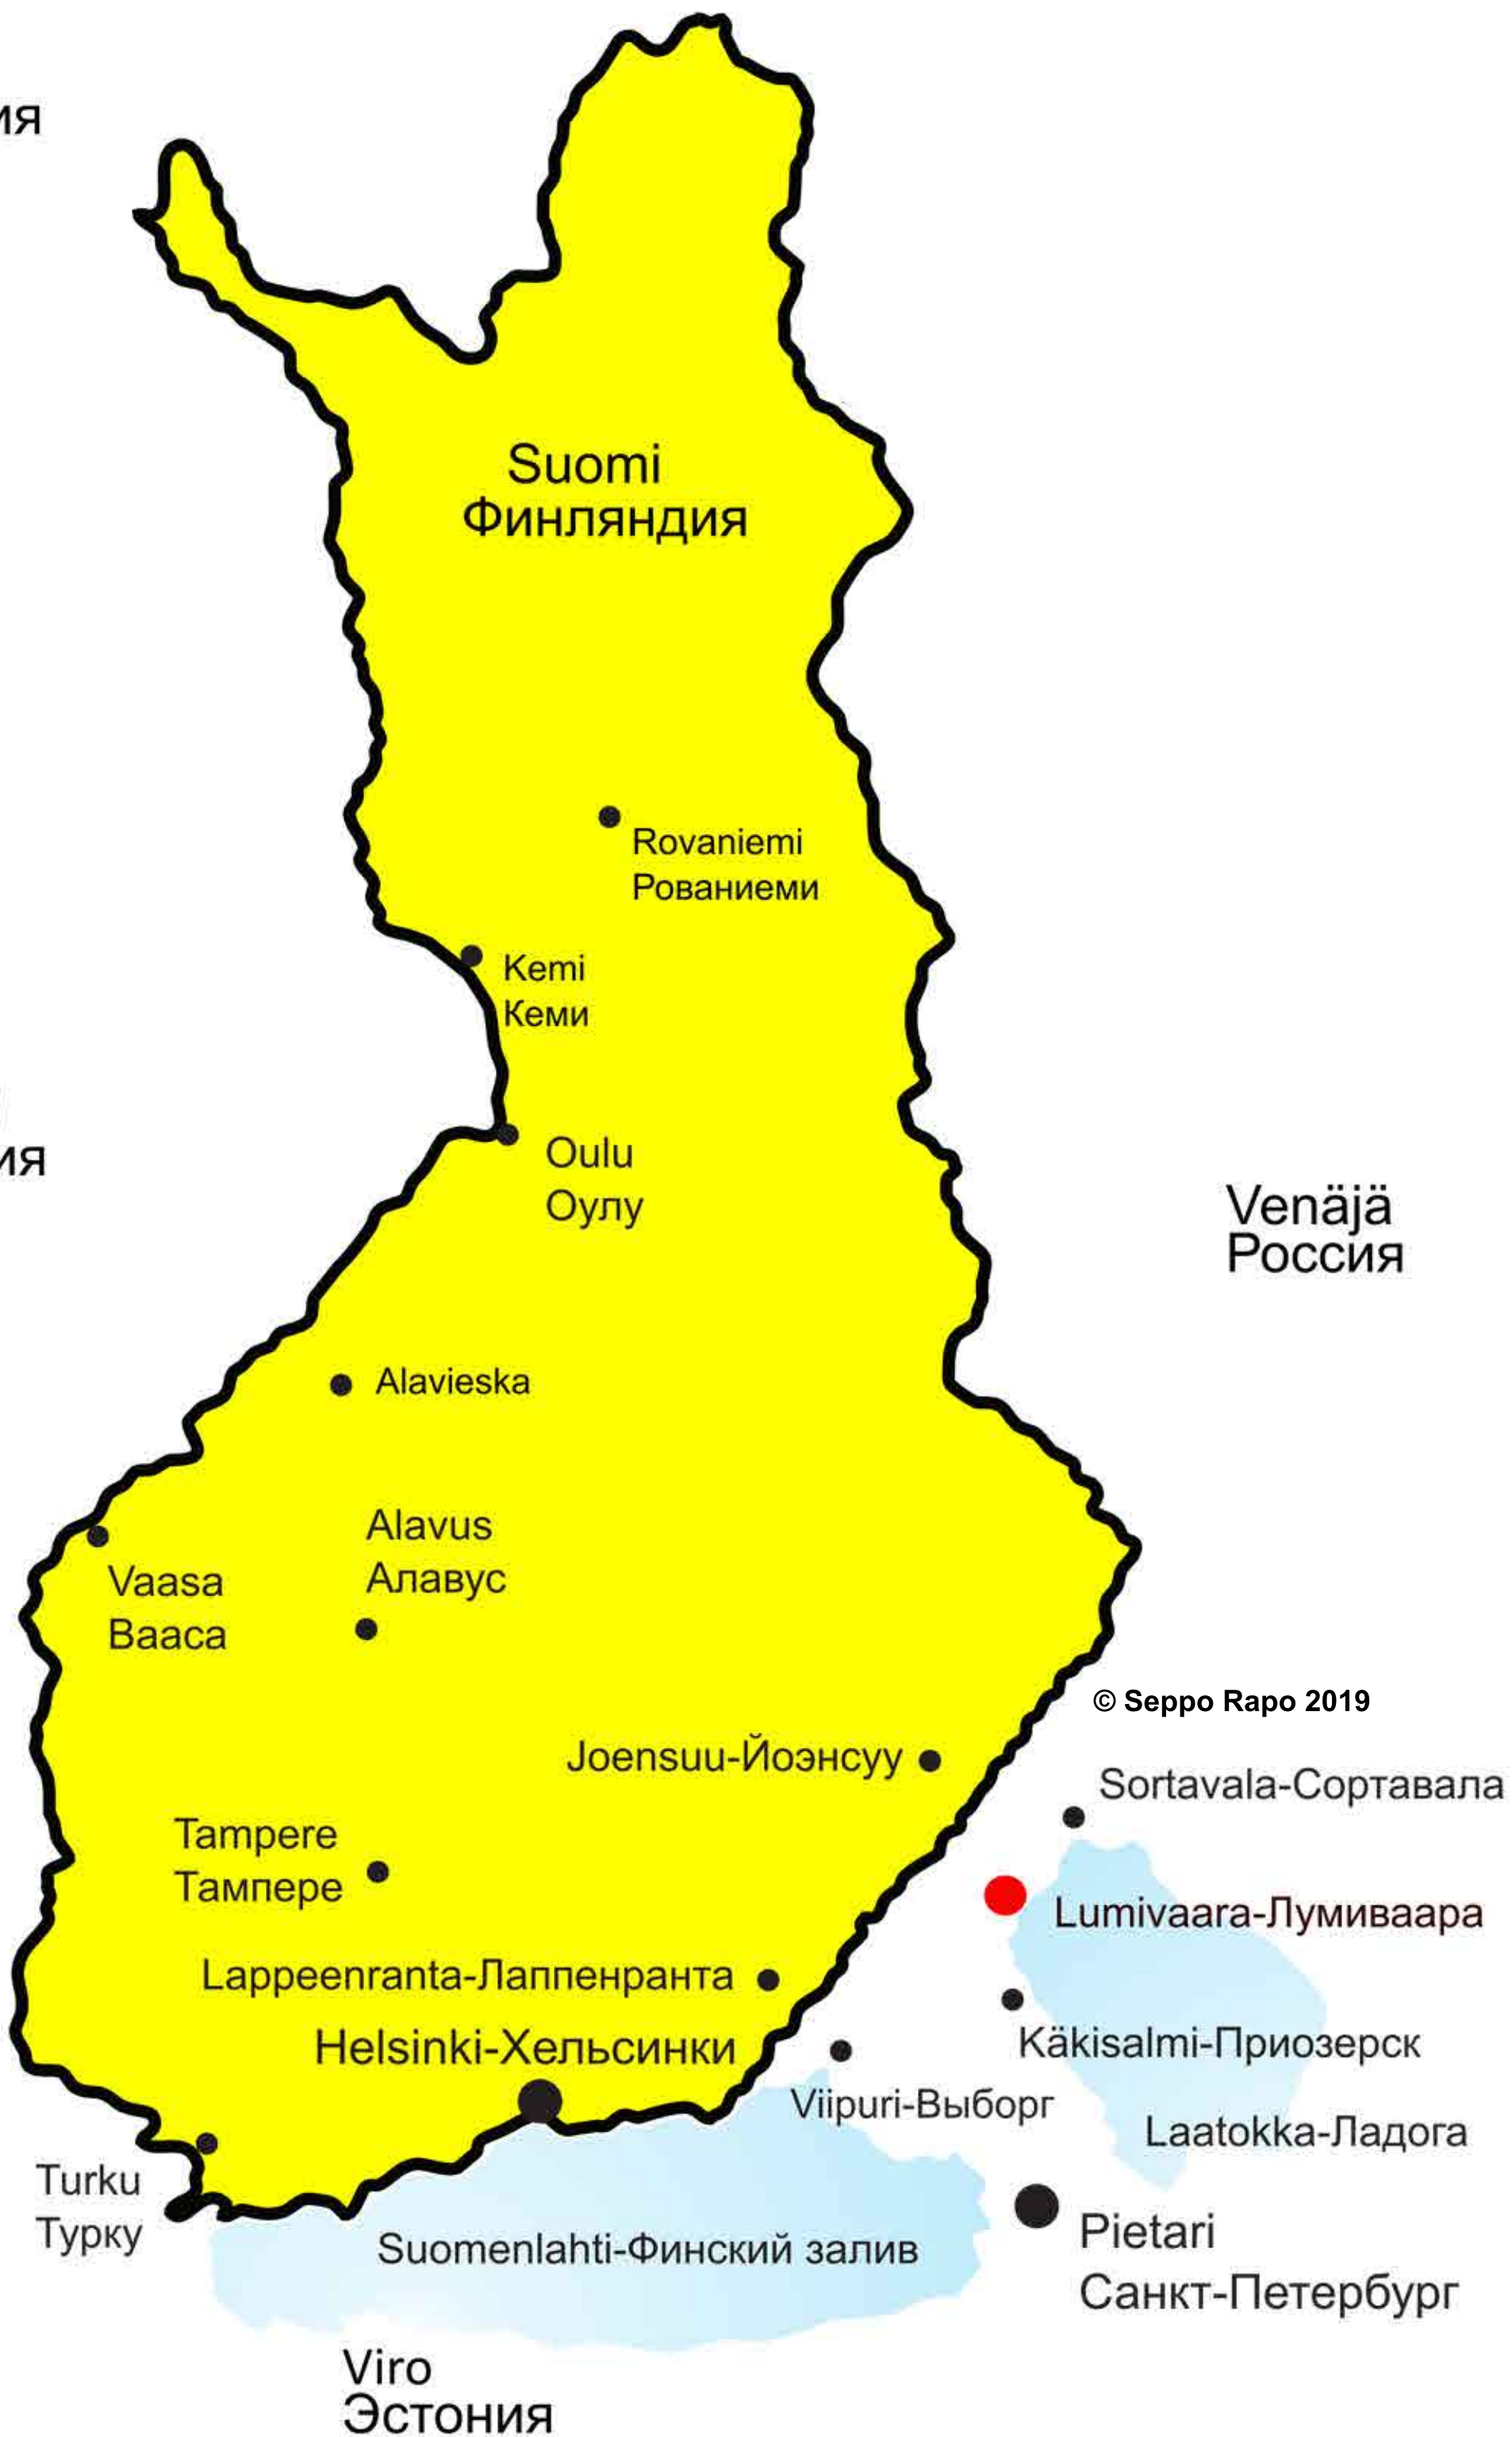 Suomi
Финляндия
Rovaniemi
Рованиеми
Kemi
Кеми
Oulu
Оулу
Venäjä
Россия
Alavieska
Alavus
Алавус
Vaasa
Вааса
© Seppo Rapo 2019
Joensuu-Йоэнсуу
Sortavala-Сортавала
Tampere
Тампере
Lumivaara-Лумиваара
Lappeenranta-Лаппенранта
Helsinki-Хельсинки
Käkisalmi-Приозерск
Viipuri-Выборг
Laatokka-Ладога
Turku
Турку
Pietari
Санкт-Петербург
Suomenlahti-Финский залив
Viro
Эстония